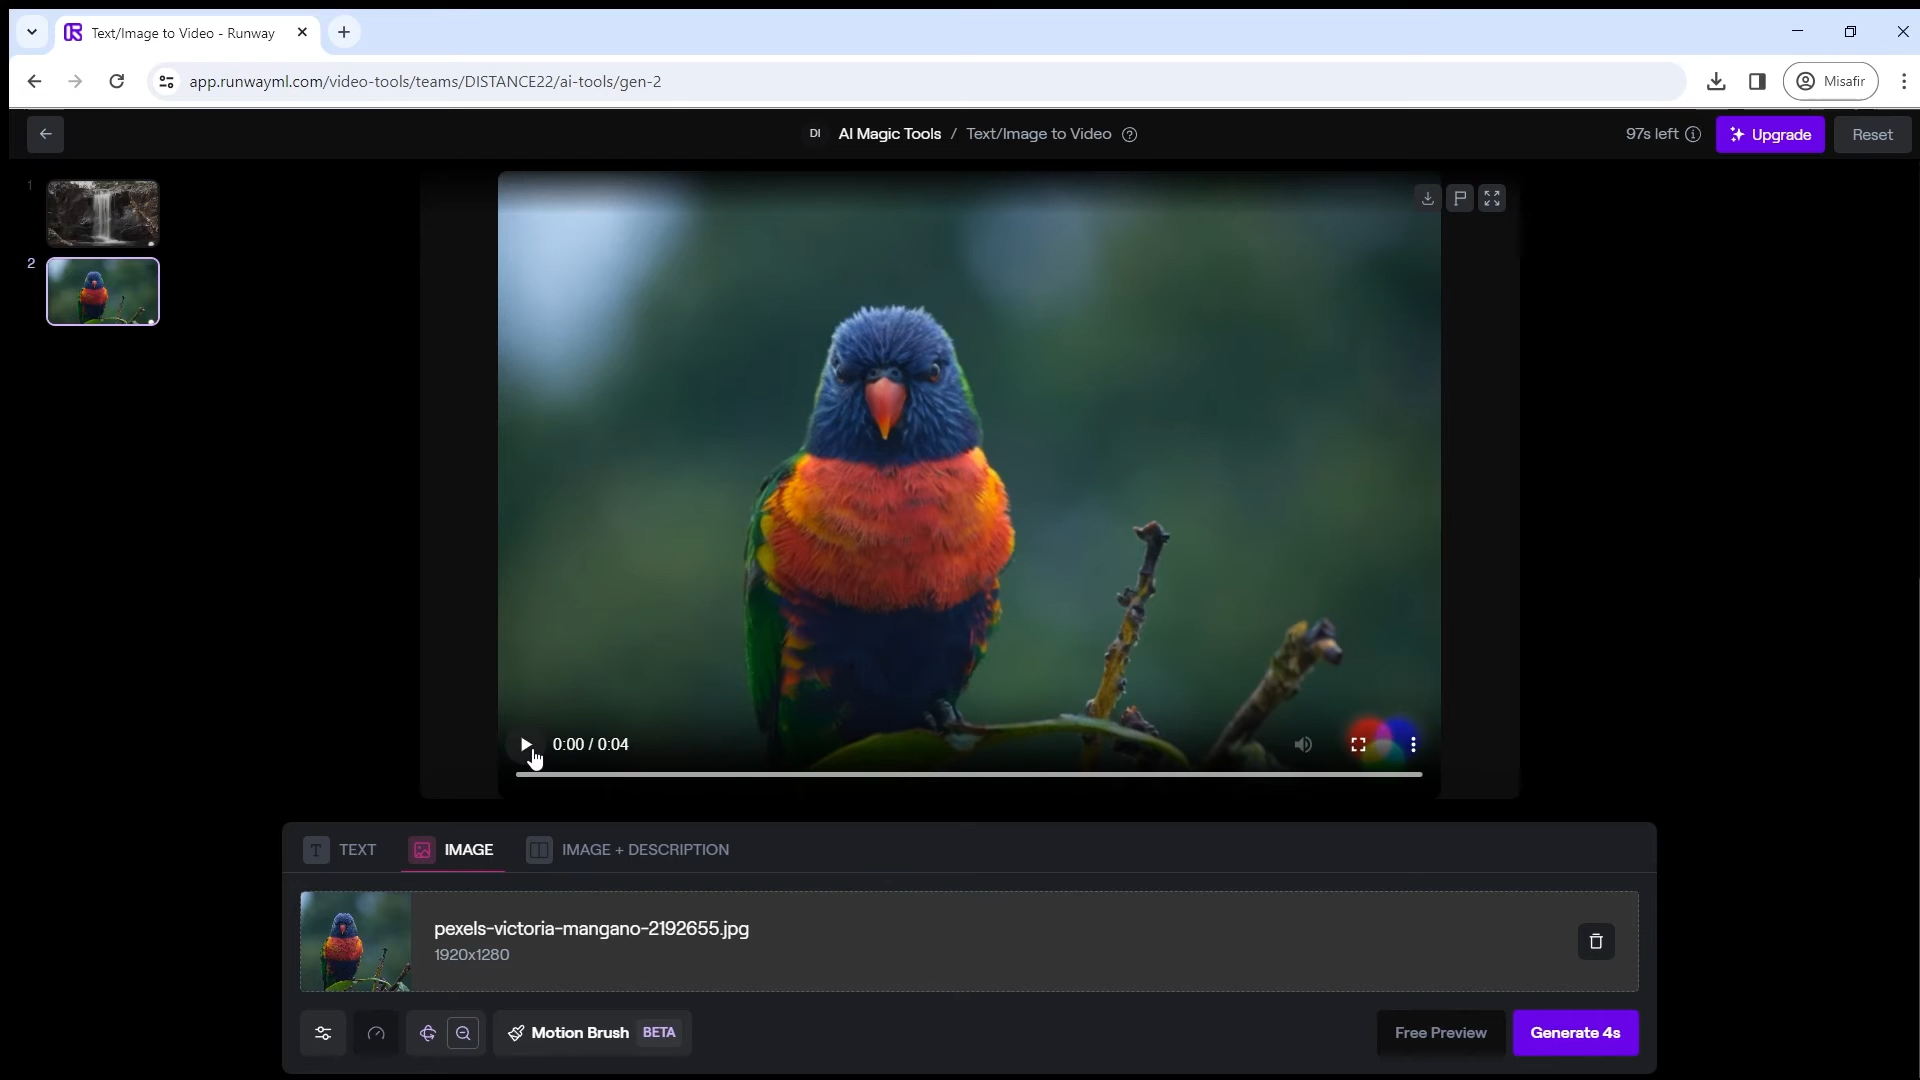 Text/Image to Video - Runway
app.runwayml.com/video-tools/teams/DISTANCE22/ai-tools/gen-2
Misafir
DI AI Magic Tools / Text/Image to Video
97s left
Upgrade
Reset
1
2
0:00 / 0:04
T TEXT
IMAGE
IMAGE + DESCRIPTION
pexels-victoria-mangano-2192655.jpg
1920x1280
Motion Brush BETA
Free Preview
Generate 4s